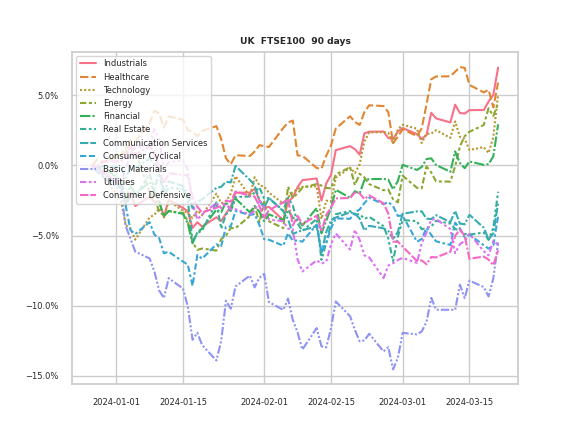 UK FTSE100 90 days
Industrials
Healthcare
Technology
Energy
Financial
Real Estate
Communication Services
Consumer Cyclical
Basic Materials
Utilities
Consumer Defensive
5.0%
0.0%
−5.0%
−10.0%
−15.0%
2024-01-01
2024-01-15
2024-02-01
2024-02-15
2024-03-01
2024-03-15